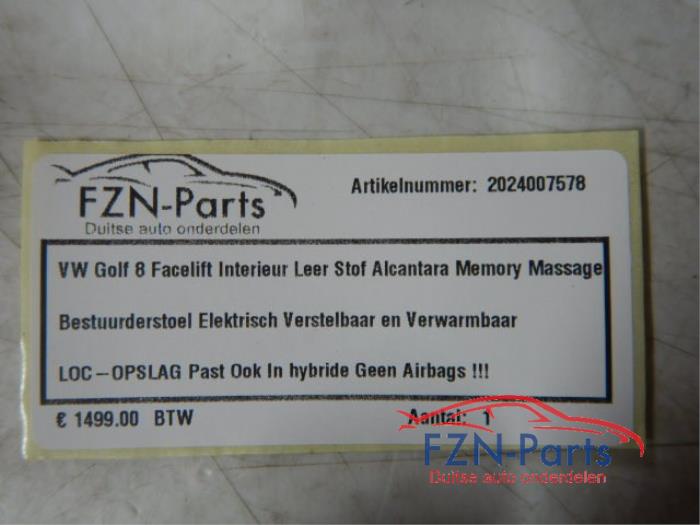 FZN-Parts
Duitse auto onderdelen
Artikelnummer: 2024007578
VW Golf 8 Facelift Interieur Leer Stof Alcantara Memory Massage
Bestuurderstoel Elektrisch Verstelbaar en Verwarmbaar
LOC-OPSLAG Past Ook In hybride Geen Airbags !!!
€ 1499.00 BTW
Aantal: 1
FZN-Parts
Duitse auto onderdelen